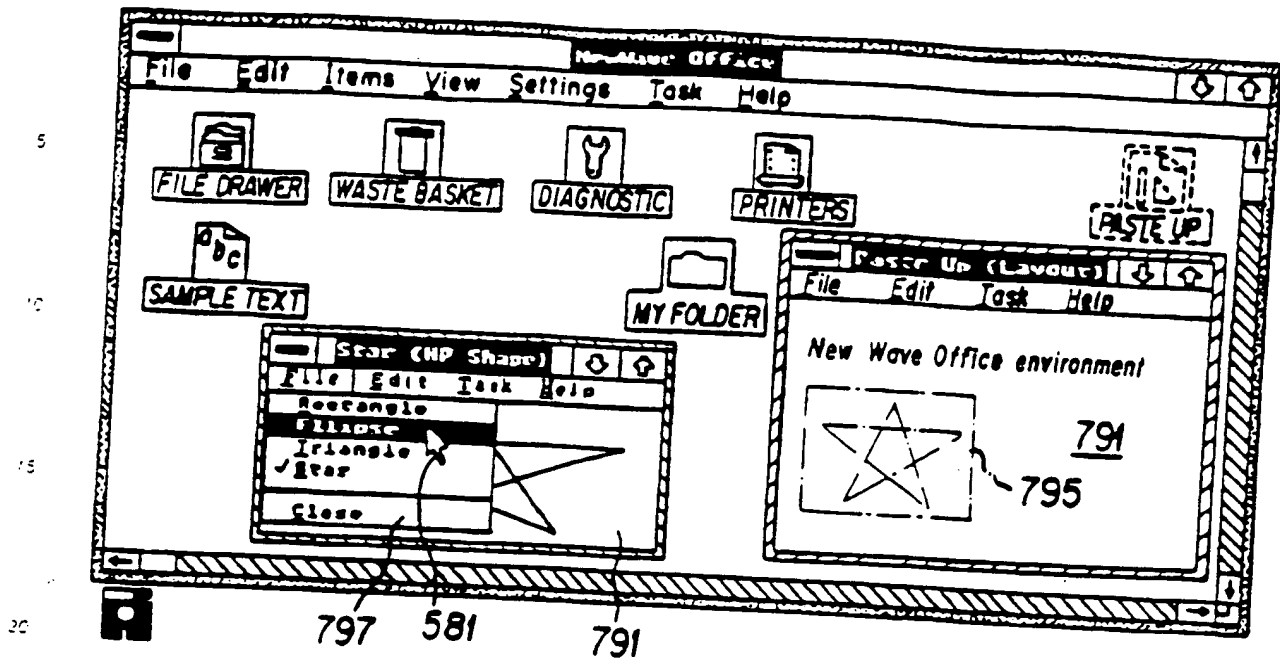 NewWave Office
File Edit Items View Settings Task Help
5
FILE DRAWER WASTE BASKET DIAGNOSTIC PRINTERS PASTE UP
abc
SAMPLE TEXT
10
MY FOLDER
Paste Up (Layout)
File Edit Task Help
New Wave Office environment
791
795
Star (HP Shape)
File Edit Task Help
Rectangle
Ellipse
Triangle
✓ Star
Close
15
797 581 791
20